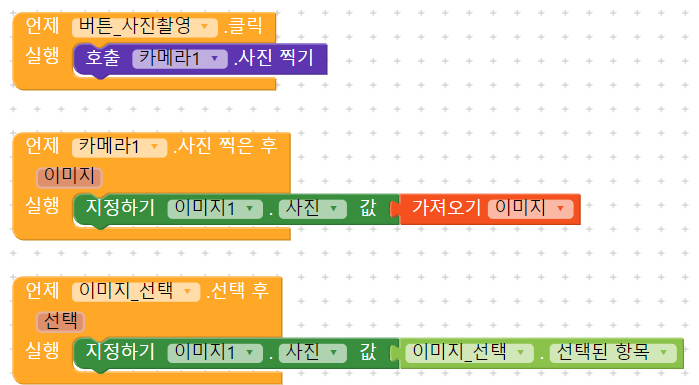 언제 버튼_사진촬영 .클릭
실행 호출 카메라1 .사진 찍기
언제 카메라1 .사진 찍은 후
이미지
실행 지정하기 이미지1 . 사진 값 가져오기 이미지
언제 이미지_선택 .선택 후
선택
실행 지정하기 이미지1 . 사진 값 이미지_선택 . 선택된 항목